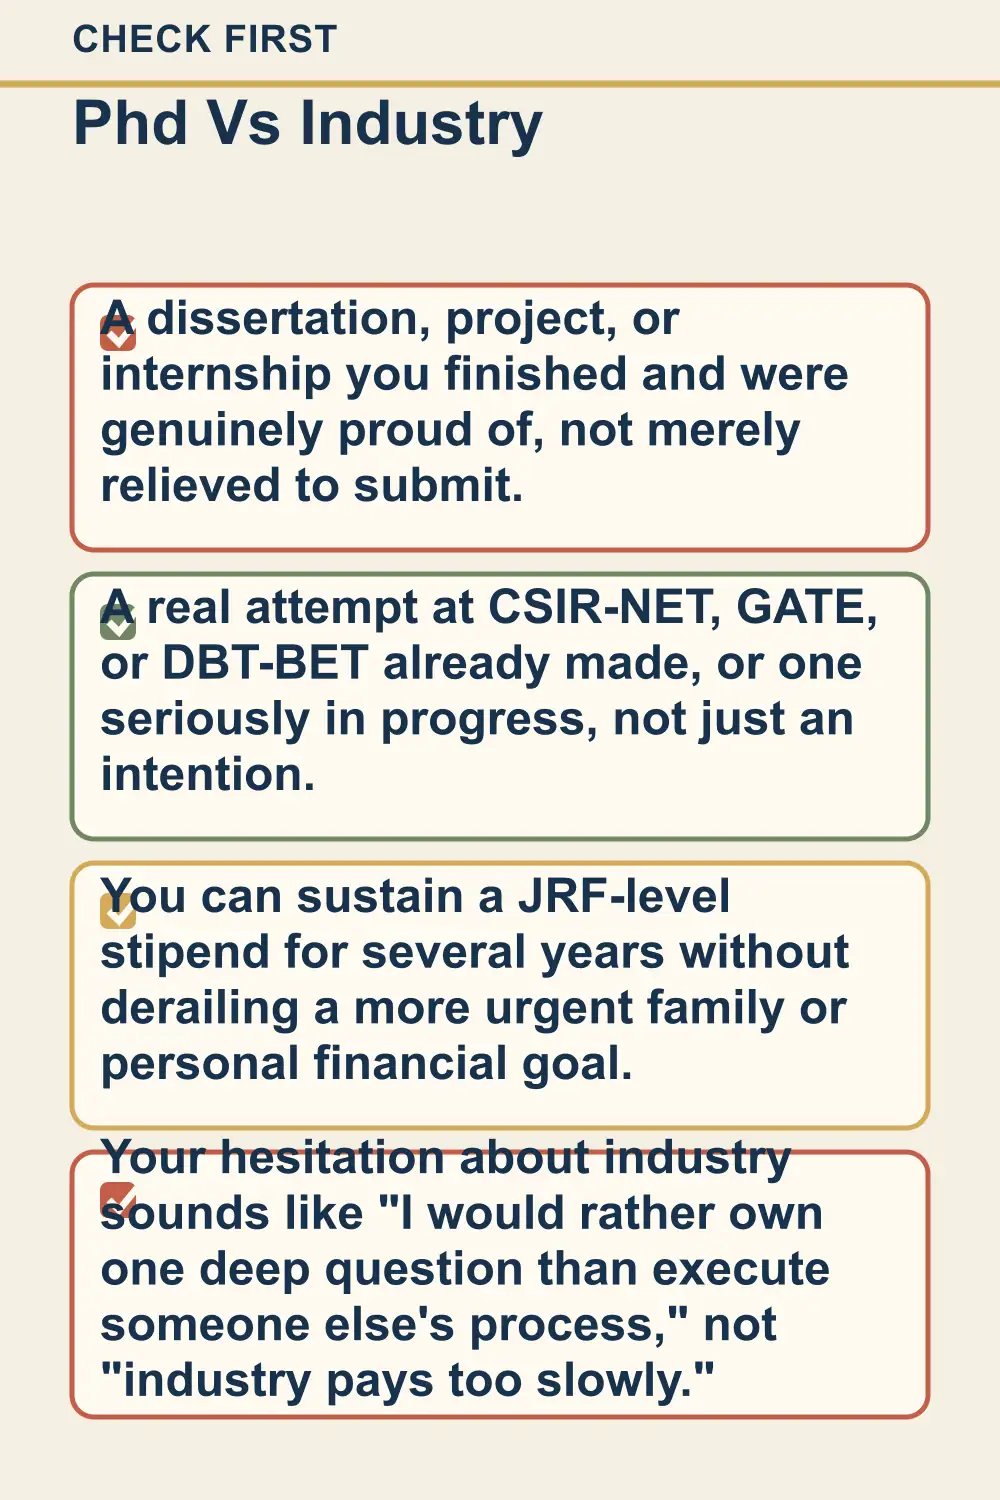 CHECK FIRST
Phd Vs Industry
A dissertation, project, or
internship you finished and were
genuinely proud of, not merely
relieved to submit.
A real attempt at CSIR-NET, GATE,
or DBT-BET already made, or one
seriously in progress, not just an
intention.
You can sustain a JRF-level
stipend for several years without
derailing a more urgent family or
personal financial goal.
Your hesitation about industry
sounds like "I would rather own
one deep question than execute
someone else's process," not
"industry pays too slowly."